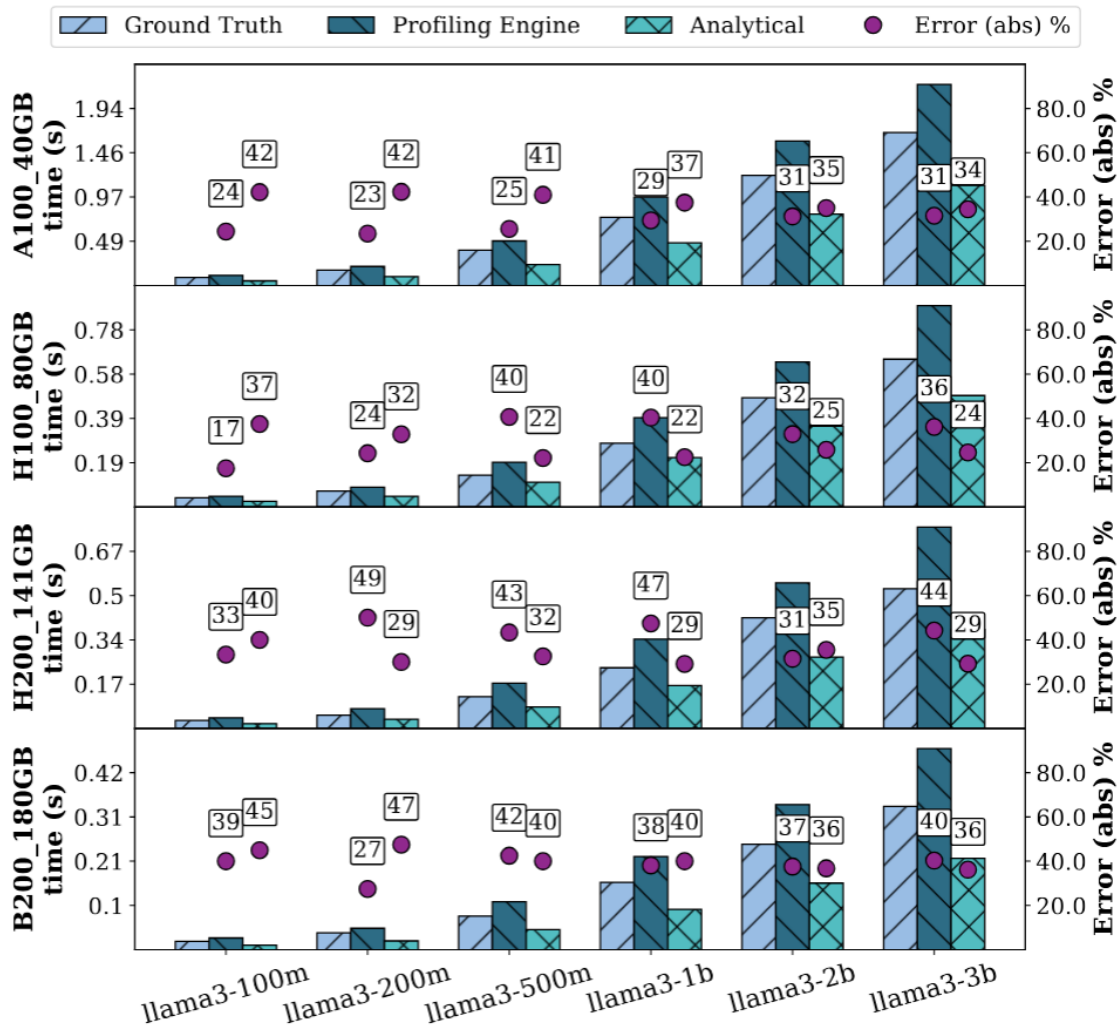 Ground Truth Profiling Engine Analytical Error (abs) %
A100_40GB
time (s)
1.94
1.46
0.97
0.49
24 42 23 42 25 41 29 37 31 35 31 34
80.0
60.0
40.0
20.0
Error (abs) %
H100_80GB
time (s)
0.78
0.58
0.39
0.19
17 37 24 32 40 22 40 22 32 25 36 24
80.0
60.0
40.0
20.0
Error (abs) %
H200_141GB
time (s)
0.67
0.5
0.34
0.17
33 40 49 29 43 32 47 29 31 35 44 29
80.0
60.0
40.0
20.0
Error (abs) %
B200_180GB
time (s)
0.42
0.31
0.21
0.1
39 45 27 47 42 40 38 40 37 36 40 36
80.0
60.0
40.0
20.0
Error (abs) %
llama3-100m llama3-200m llama3-500m llama3-1b llama3-2b llama3-3b